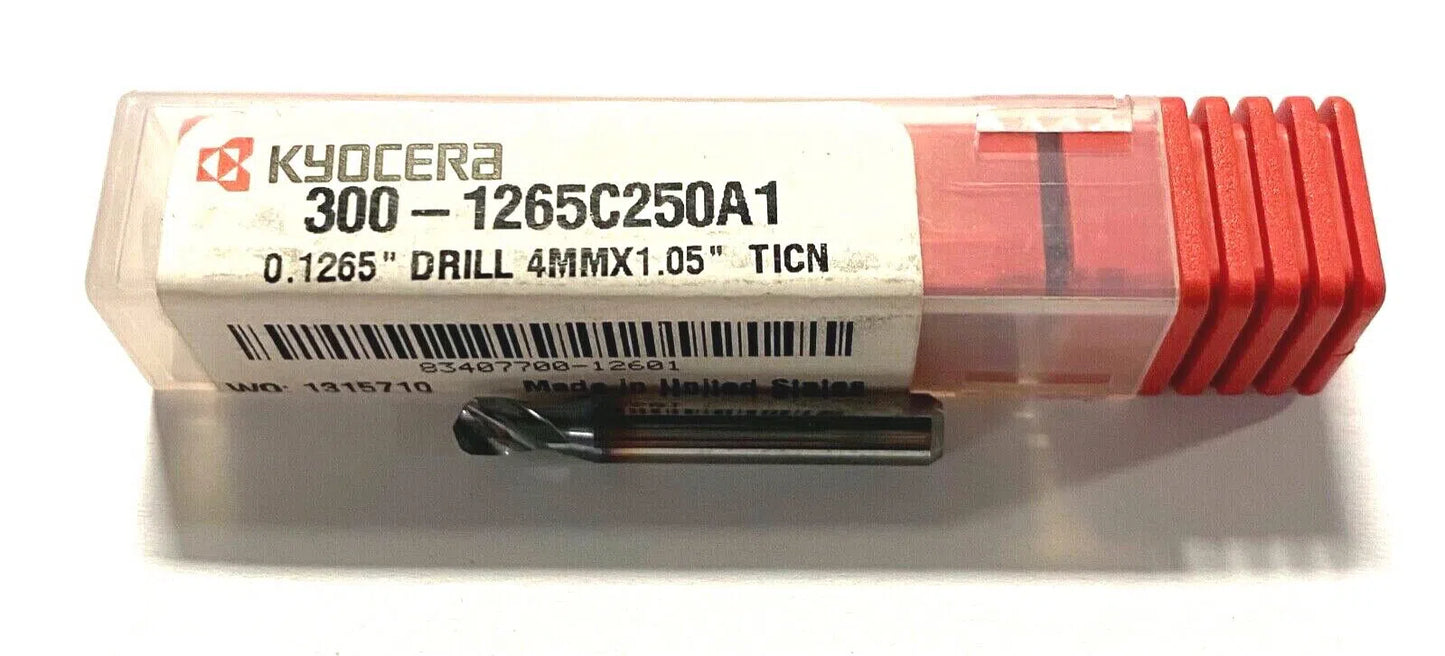 KYOCERA
300-1265C250A1
0.1265" DRILL 4MMX1.05" TICN
83407700-12601
WO: 1315710 Made in United States